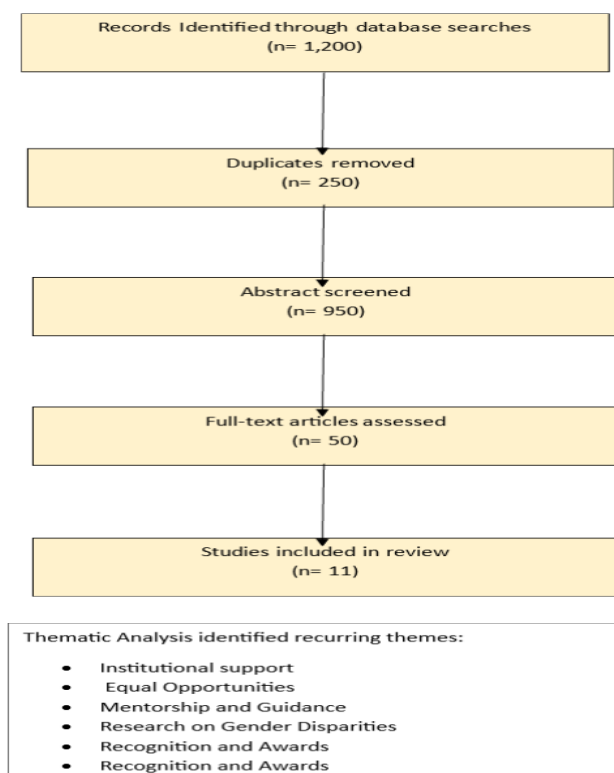 Records Identified through database searches
(n= 1,200)
Duplicates removed
(n= 250)
Abstract screened
(n= 950)
Full-text articles assessed
(n= 50)
Studies included in review
(n= 11)
Thematic Analysis identified recurring themes:
• Institutional support
• Equal Opportunities
• Mentorship and Guidance
• Research on Gender Disparities
• Recognition and Awards
• Recognition and Awards